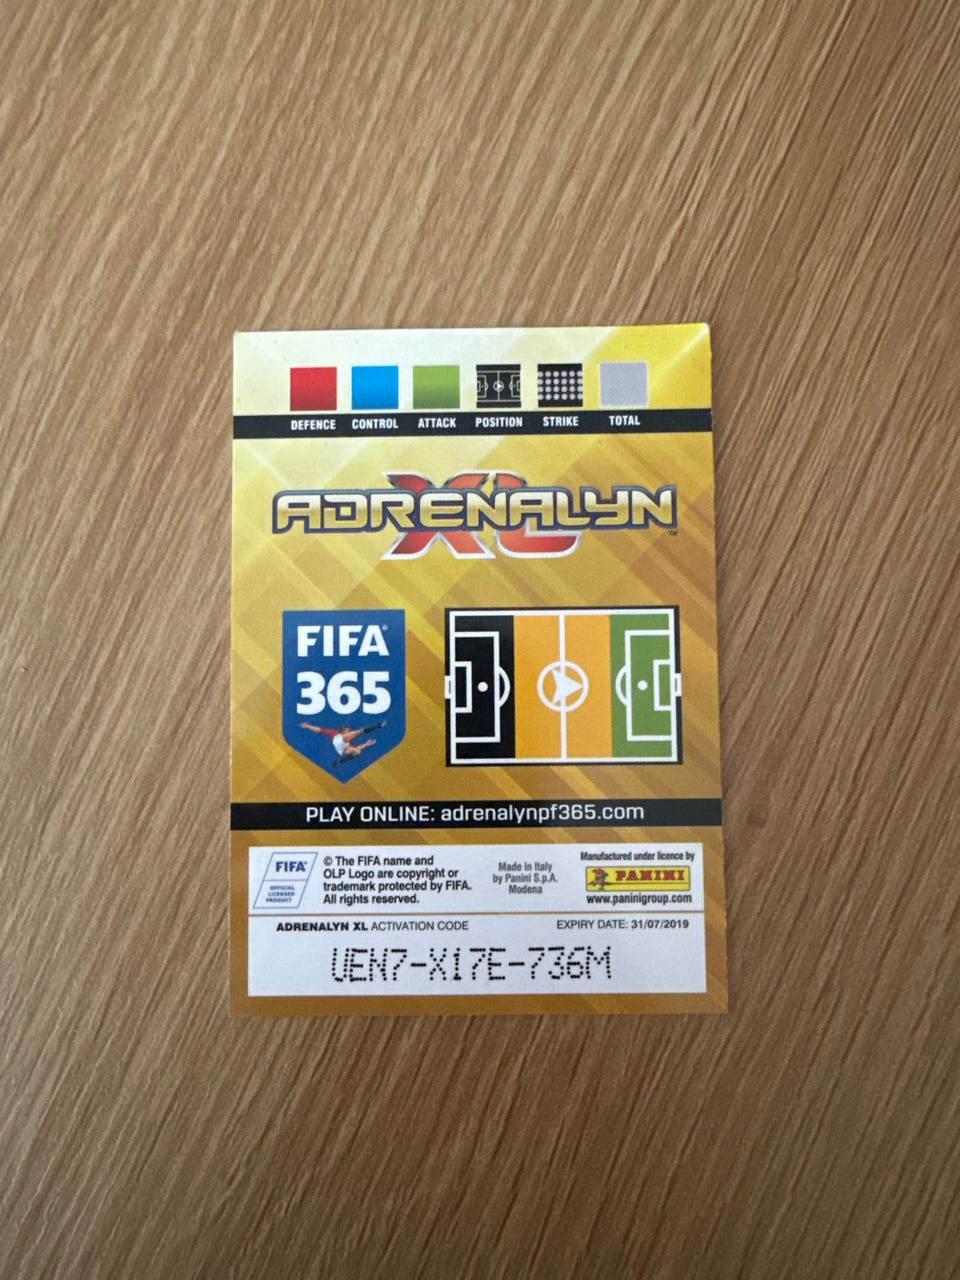 DEFENCE CONTROL ATTACK POSITION STRIKE TOTAL
ADRENALYN XL™
FIFA®
365
PLAY ONLINE: adrenalynpf365.com
FIFA®
OFFICIAL
LICENSED
PRODUCT
© The FIFA name and
OLP Logo are copyright or
trademark protected by FIFA.
All rights reserved.
Made in Italy
by Panini S.p.A.
Modena
Manufactured under licence by
PANINI
www.paninigroup.com
ADRENALYN XL ACTIVATION CODE
EXPIRY DATE: 31/07/2019
UEN7-X17E-736M